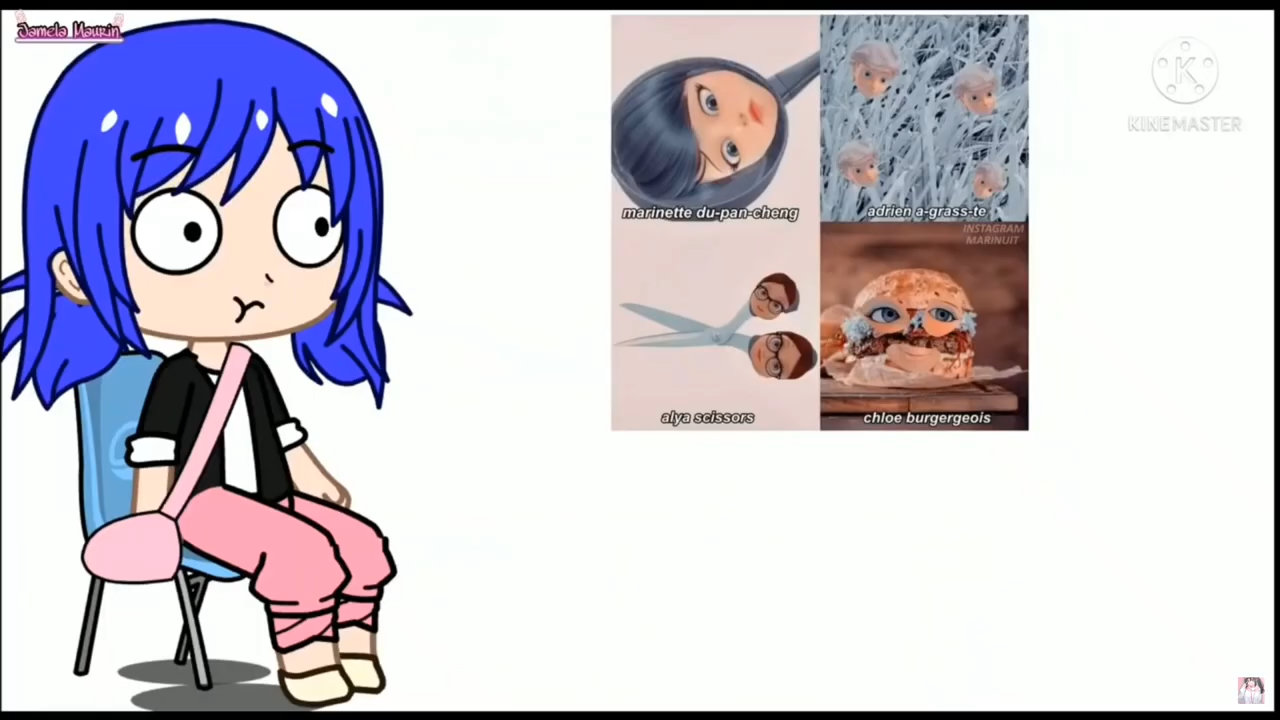 Jamela Maurin
KINEMASTER
marinette du-pan-cheng
adrien a-grass-te
INSTAGRAM
MARINUIT
alya scissors
chloe burgergeois